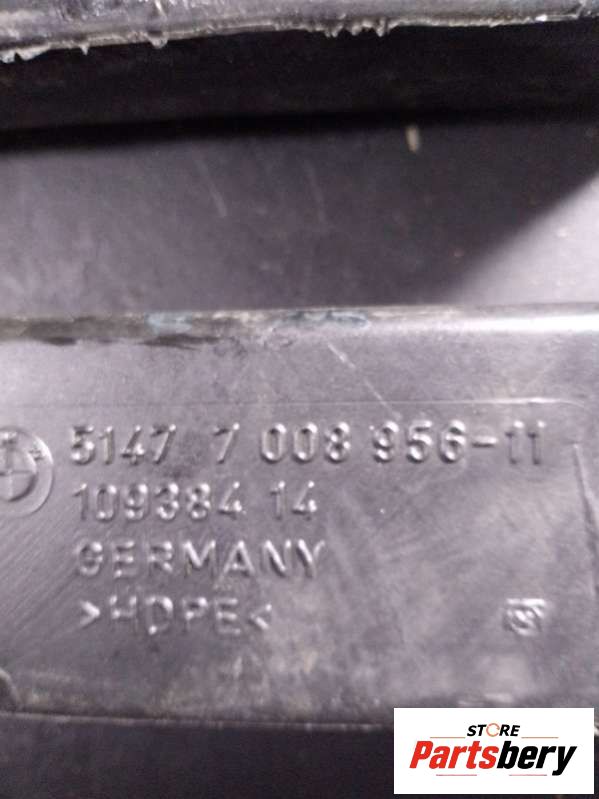 5147 7 008 956-11
109384 14
GERMANY
>HDPE<
STORE
Partsbery